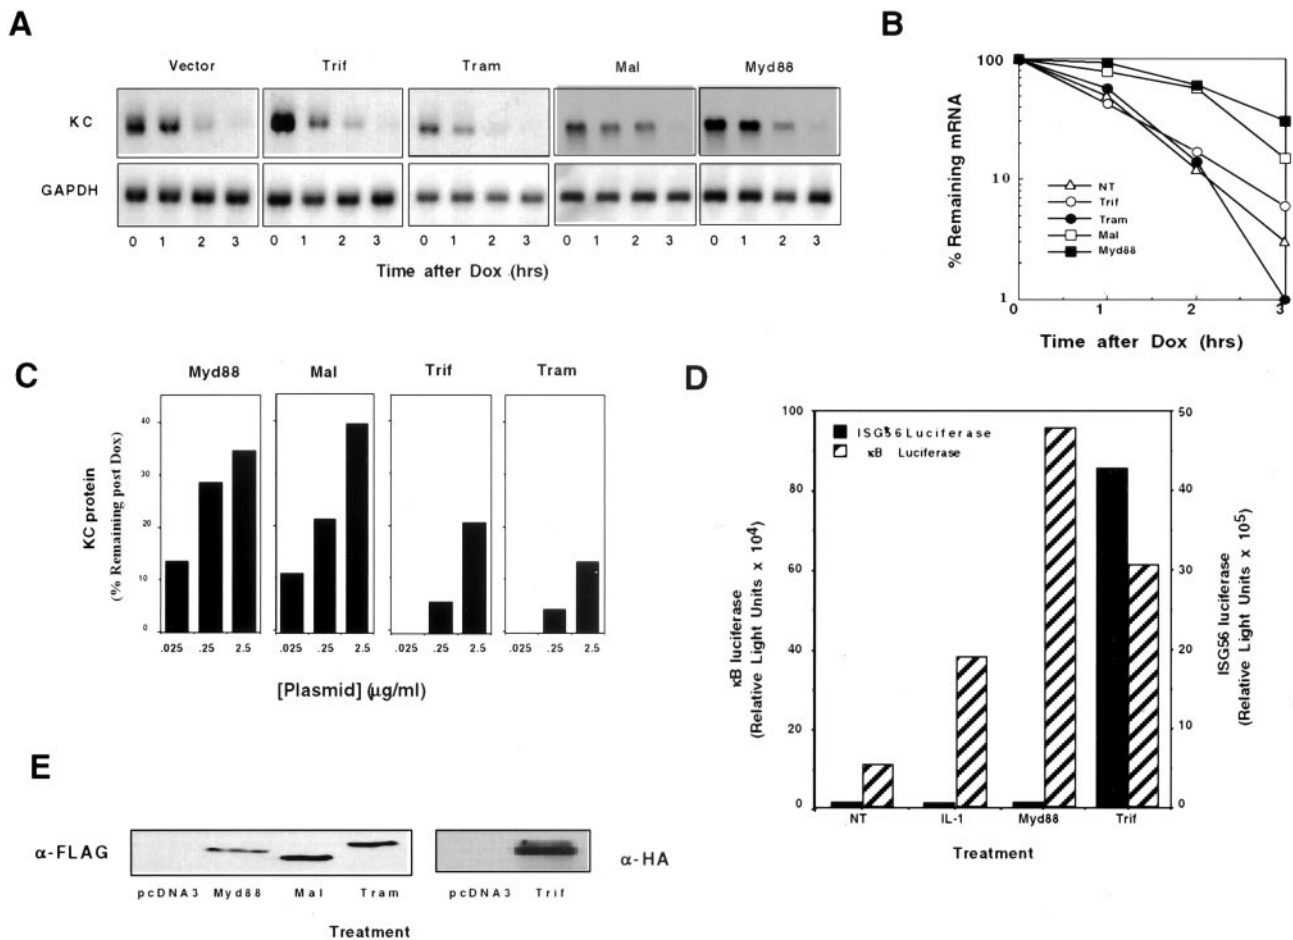 A
Vector Trif Tram Mal Myd88
KC
GAPDH
0 1 2 3 0 1 2 3 0 1 2 3 0 1 2 3 0 1 2 3
Time after Dox (hrs)
B
100
10
1
% Remaining mRNA
NT
Trif
Tram
Mal
Myd88
0 1 2 3
Time after Dox (hrs)
C
Myd88 Mal Trif Tram
KC protein
(% Remaining post Dox)
40
30
20
10
0
.025 .25 2.5 .025 .25 2.5 .025 .25 2.5 .025 .25 2.5
[Plasmid] (μg/ml)
D
100
80
60
40
20
0
κB luciferase
(Relative Light Units x 10⁴)
ISG56 Luciferase
κB Luciferase
50
40
30
20
10
0
ISG56 luciferase
(Relative Light Units x 10⁵)
NT IL-1 Myd88 Trif
Treatment
E
α-FLAG
α-HA
pcDNA3 Myd88 Mal Tram pcDNA3 Trif
Treatment